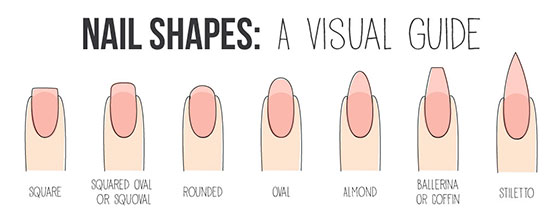 NAIL SHAPES: A VISUAL GUIDE
SQUARE
SQUARED OVAL
OR SQUOVAL
ROUNDED
OVAL
ALMOND
BALLERINA
OR COFFIN
STILETTO